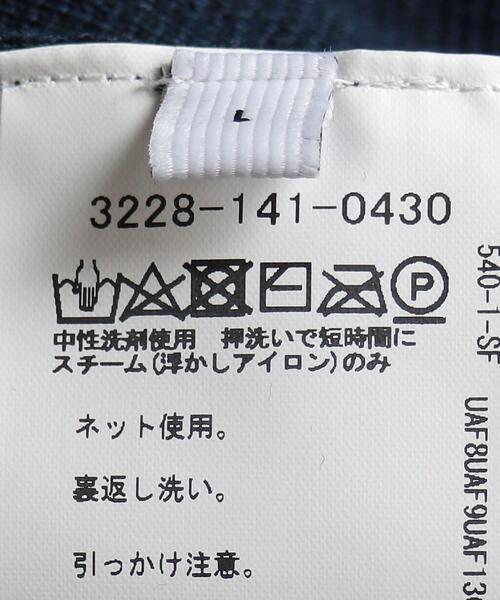 L
3228-141-0430
P
中性洗剤使用　押洗いで短時間に
スチーム(浮かしアイロン)のみ
ネット使用。
裏返し洗い。
引っかけ注意。
540-1-SF
UAF8UAF9UAF13